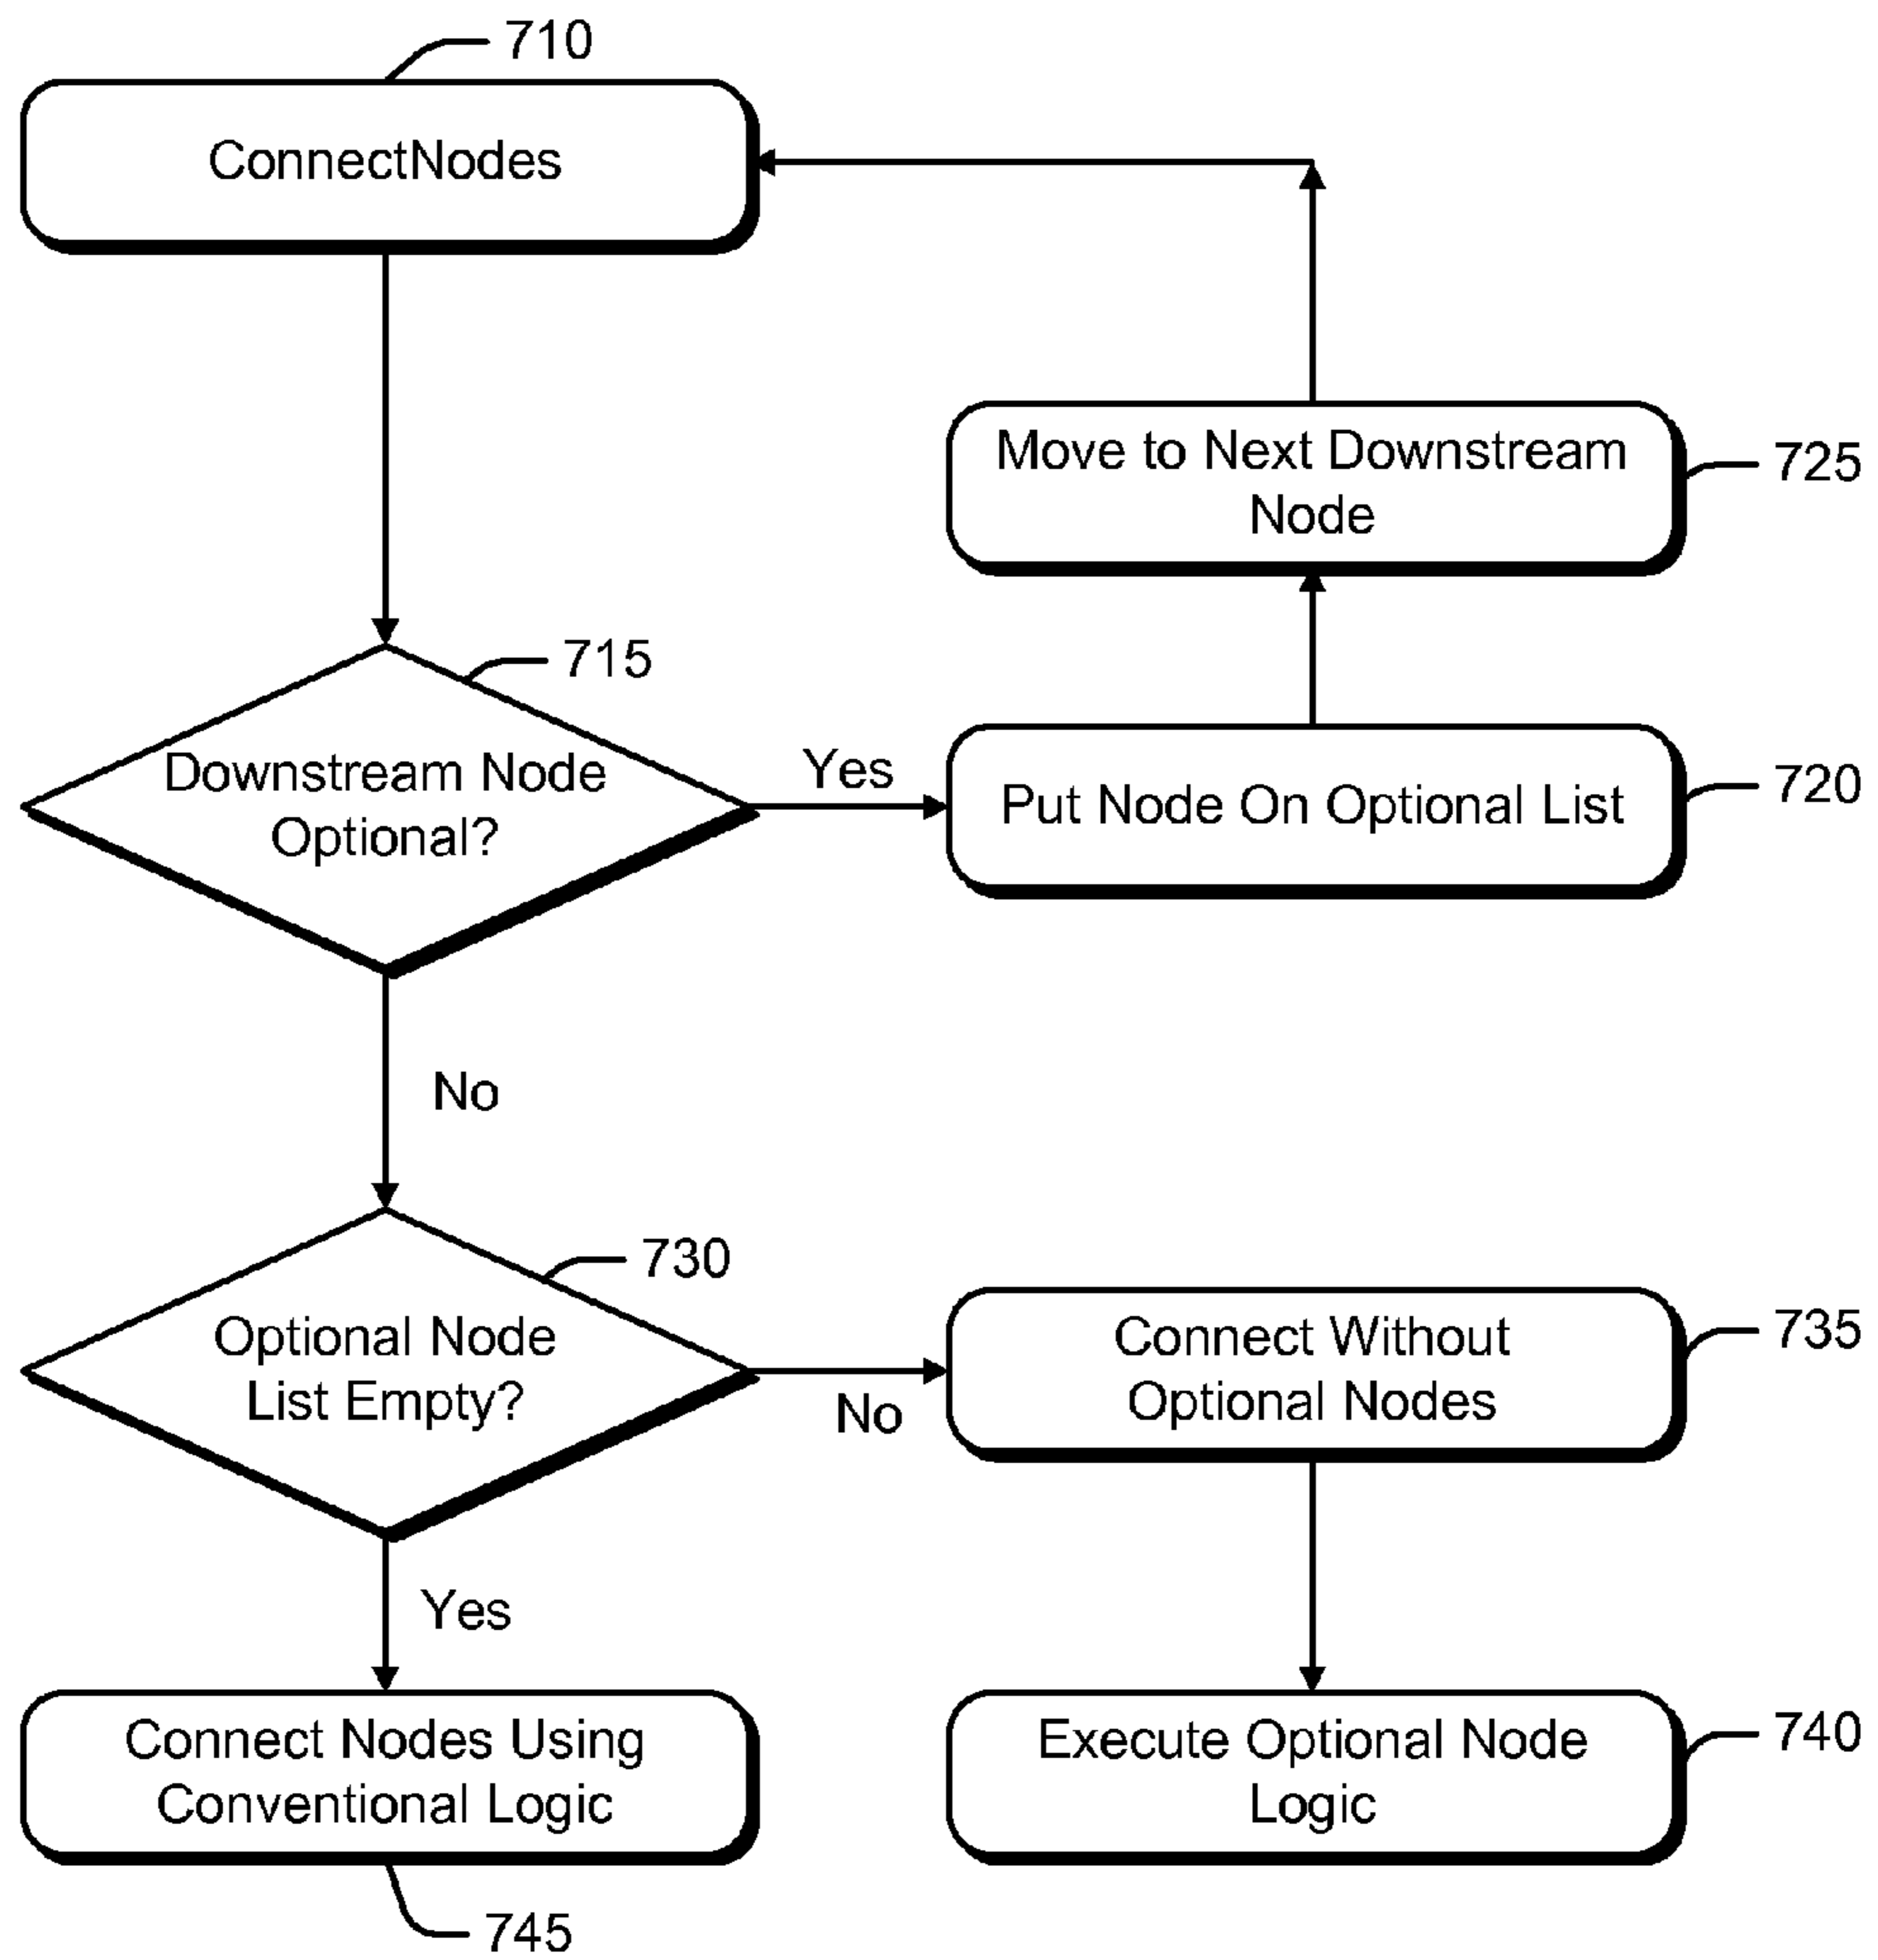 710
ConnectNodes
Move to Next Downstream
Node
725
715
Downstream Node
Optional?
Yes
Put Node On Optional List
720
No
730
Optional Node
List Empty?
No
Connect Without
Optional Nodes
735
Yes
Connect Nodes Using
Conventional Logic
745
Execute Optional Node
Logic
740